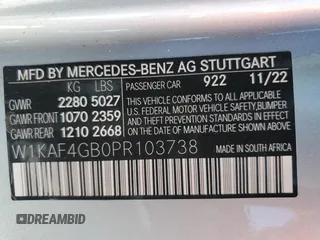 MFD BY MERCEDES-BENZ AG STUTTGART
KG LBS PASSENGER CAR 922 11/22
GVWR 2280 5027 THIS VEHICLE CONFORMS TO ALL APPLICABLE
GAWR FRONT 1070 2359 U.S. FEDERAL MOTOR VEHICLE SAFETY,
GAWR REAR 1210 2668 BUMPER, AND THEFT PREVENTION STANDARDS
IN EFFECT ON THE DATE OF MANUFACTURE
SHOWN ABOVE.
W1KAF4GB0PR103738 MADE IN SOUTH AFRICA
DREAMBID